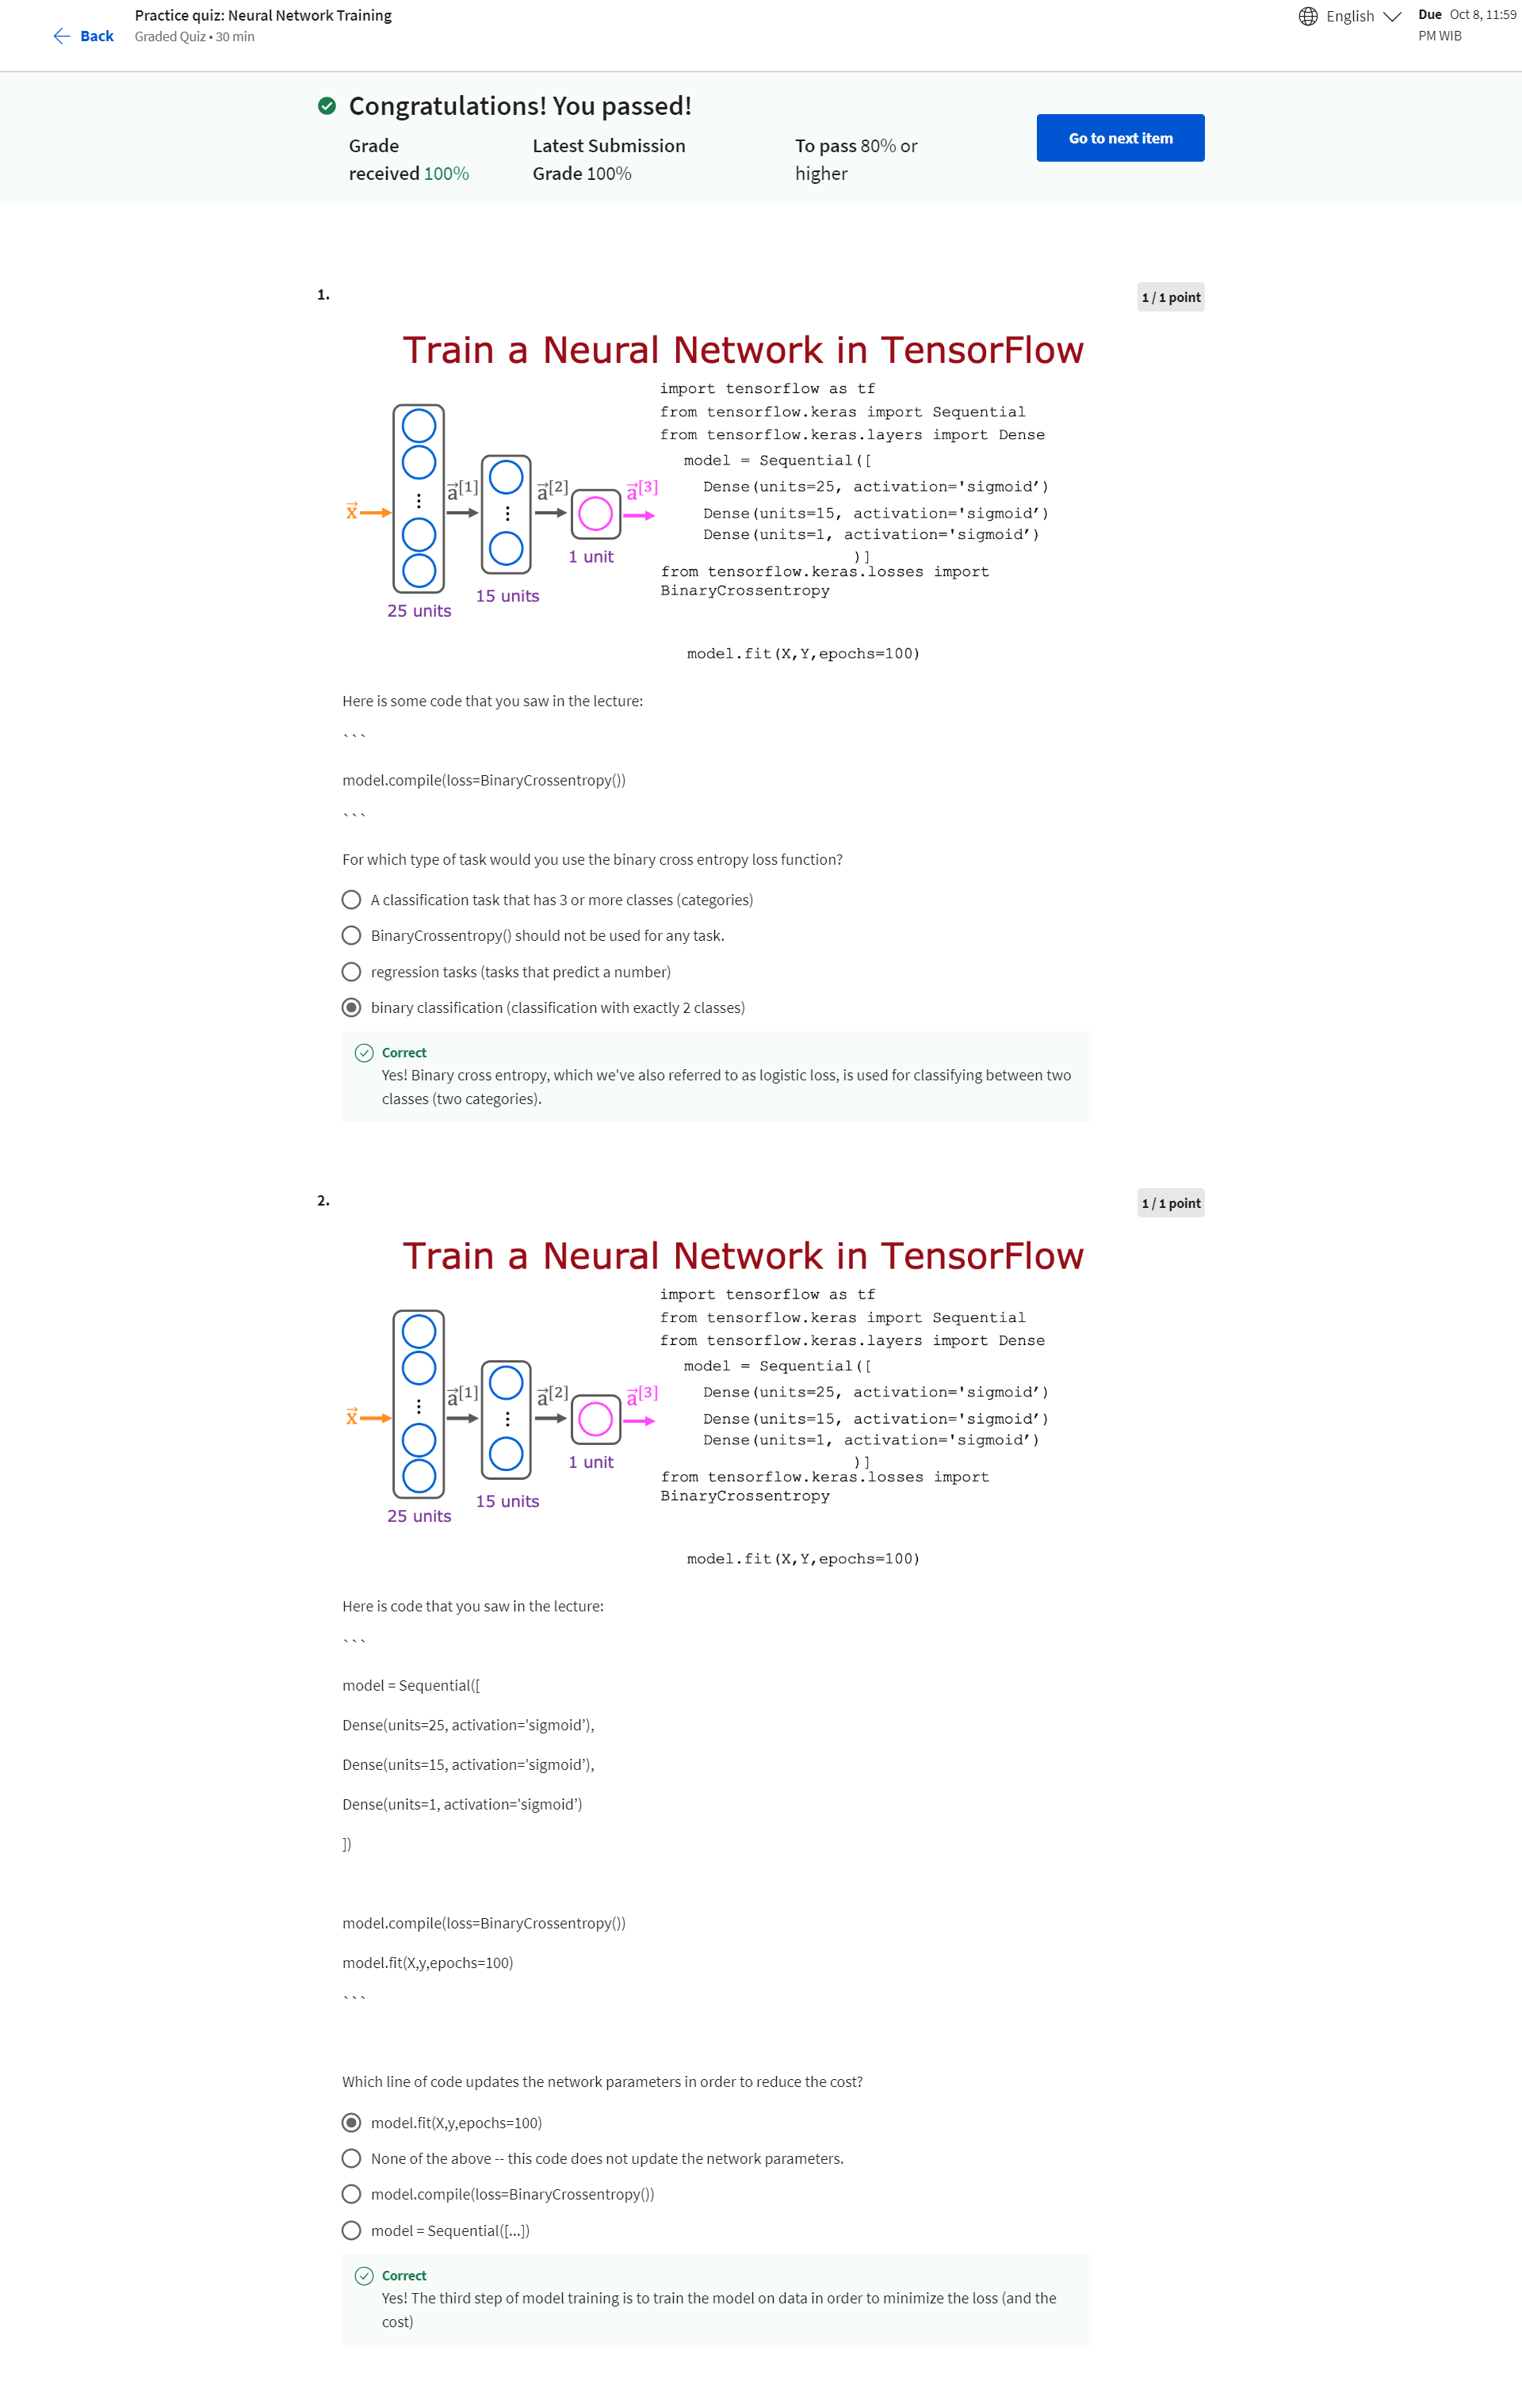 Practice quiz: Neural Network Training
Back
Graded Quiz • 30 min
English
Due Oct 8, 11:59
PM WIB
Congratulations! You passed!
Grade
received 100%
Latest Submission
Grade 100%
To pass 80% or
higher
Go to next item
1.
1 / 1 point
Train a Neural Network in TensorFlow
import tensorflow as tf
from tensorflow.keras import Sequential
from tensorflow.keras.layers import Dense
model = Sequential([
Dense(units=25, activation='sigmoid’)
Dense(units=15, activation='sigmoid’)
Dense(units=1, activation='sigmoid’)
)]
from tensorflow.keras.losses import
BinaryCrossentropy
model.fit(X,Y,epochs=100)
x⃗
a⃗[1]
a⃗[2]
a⃗[3]
25 units
15 units
1 unit
Here is some code that you saw in the lecture:
```
model.compile(loss=BinaryCrossentropy())
```
For which type of task would you use the binary cross entropy loss function?
A classification task that has 3 or more classes (categories)
BinaryCrossentropy() should not be used for any task.
regression tasks (tasks that predict a number)
binary classification (classification with exactly 2 classes)
Correct
Yes! Binary cross entropy, which we've also referred to as logistic loss, is used for classifying between two
classes (two categories).
2.
1 / 1 point
Train a Neural Network in TensorFlow
import tensorflow as tf
from tensorflow.keras import Sequential
from tensorflow.keras.layers import Dense
model = Sequential([
Dense(units=25, activation='sigmoid’)
Dense(units=15, activation='sigmoid’)
Dense(units=1, activation='sigmoid’)
)]
from tensorflow.keras.losses import
BinaryCrossentropy
model.fit(X,Y,epochs=100)
x⃗
a⃗[1]
a⃗[2]
a⃗[3]
25 units
15 units
1 unit
Here is code that you saw in the lecture:
```
model = Sequential([
Dense(units=25, activation='sigmoid’),
Dense(units=15, activation='sigmoid’),
Dense(units=1, activation='sigmoid’)
])
model.compile(loss=BinaryCrossentropy())
model.fit(X,y,epochs=100)
```
Which line of code updates the network parameters in order to reduce the cost?
model.fit(X,y,epochs=100)
None of the above -- this code does not update the network parameters.
model.compile(loss=BinaryCrossentropy())
model = Sequential([...])
Correct
Yes! The third step of model training is to train the model on data in order to minimize the loss (and the
cost)